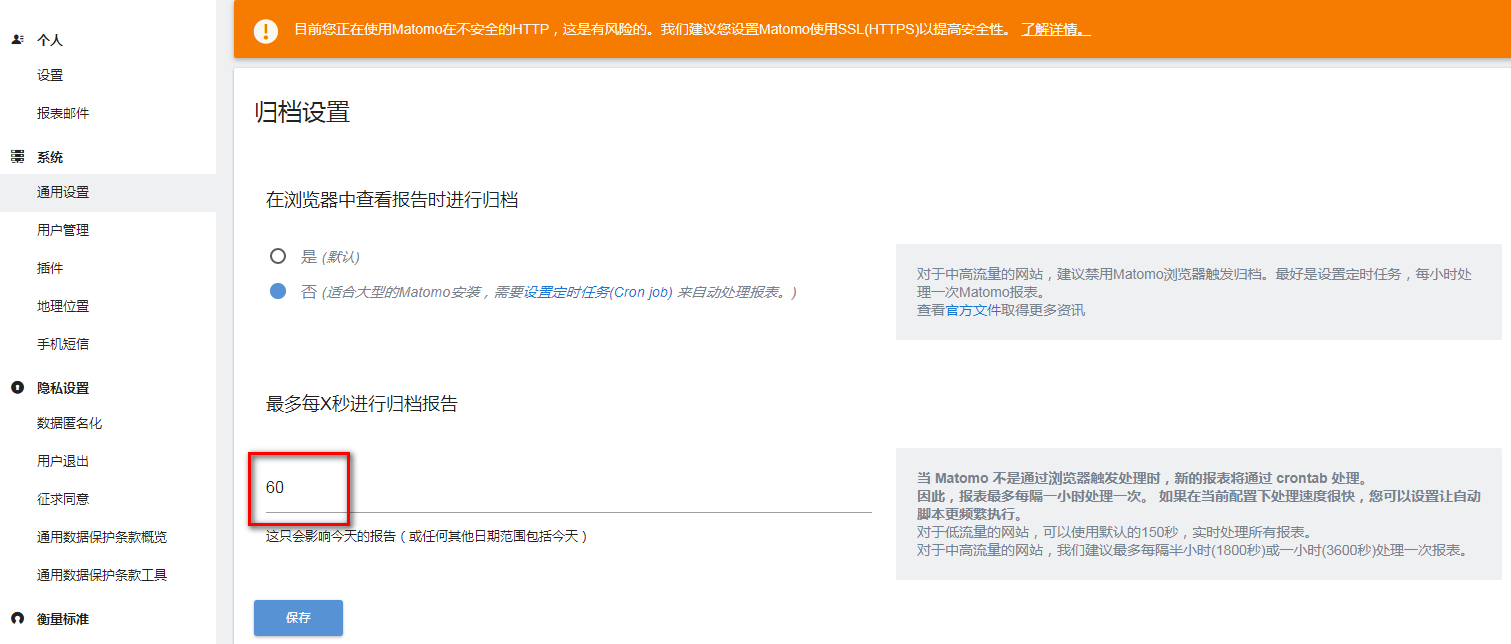 个人
设置
报表邮件
系统
通用设置
用户管理
插件
地理位置
手机短信
隐私设置
数据匿名化
用户退出
征求同意
通用数据保护条款概览
通用数据保护条款工具
衡量标准
目前您正在使用Matomo在不安全的HTTP，这是有风险的。我们建议您设置Matomo使用SSL(HTTPS)以提高安全性。 了解详情。
归档设置
在浏览器中查看报告时进行归档
是 (默认)
否 (适合大型的Matomo安装，需要设置定时任务(Cron job) 来自动处理报表。)
对于中高流量的网站，建议禁用Matomo浏览器触发归档。最好是设置定时任务，每小时处
理一次Matomo报表。
查看官方文件取得更多资讯
最多每X秒进行归档报告
60
这只会影响今天的报告（或任何其他日期范围包括今天）
当 Matomo 不是通过浏览器触发处理时，新的报表将通过 crontab 处理。
因此，报表最多每隔一小时处理一次。 如果在当前配置下处理速度很快，您可以设置让自动
脚本更频繁执行。
对于低流量的网站，可以使用默认的150秒，实时处理所有报表。
对于中高流量的网站，我们建议最多每隔半小时(1800秒)或一小时(3600秒)处理一次报表。
保存